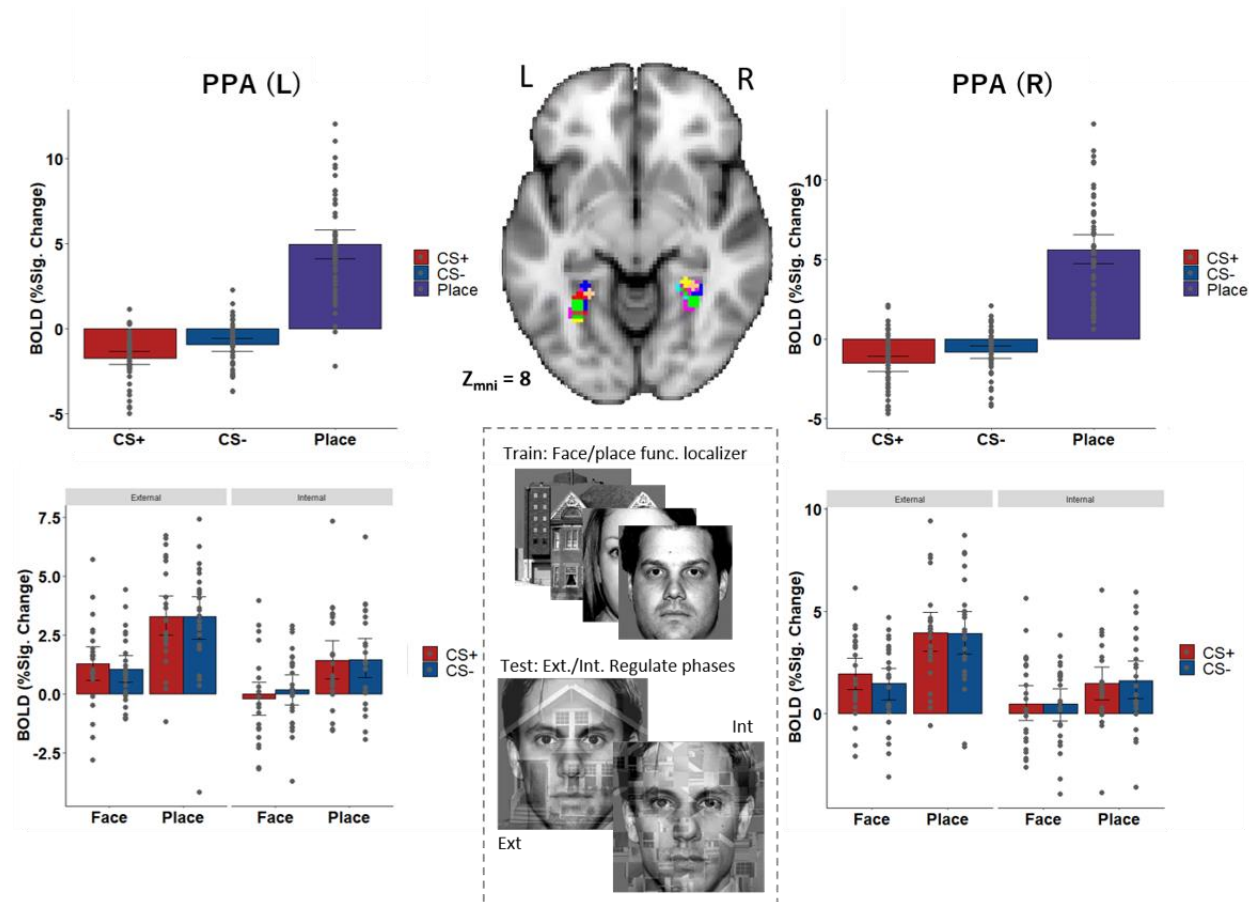 PPA (L)
BOLD (%Sig. Change)
10
5
0
-5
CS+
CS-
Place
CS+
CS-
Place
L
R
Zmni = 8
PPA (R)
BOLD (%Sig. Change)
10
5
0
-5
CS+
CS-
Place
CS+
CS-
Place
External
Internal
BOLD (%Sig. Change)
7.5
5.0
2.5
0.0
-2.5
Face
Place
Face
Place
CS+
CS-
Train: Face/place func. localizer
Test: Ext./Int. Regulate phases
Int
Ext
External
Internal
BOLD (%Sig. Change)
10
5
0
Face
Place
Face
Place
CS+
CS-